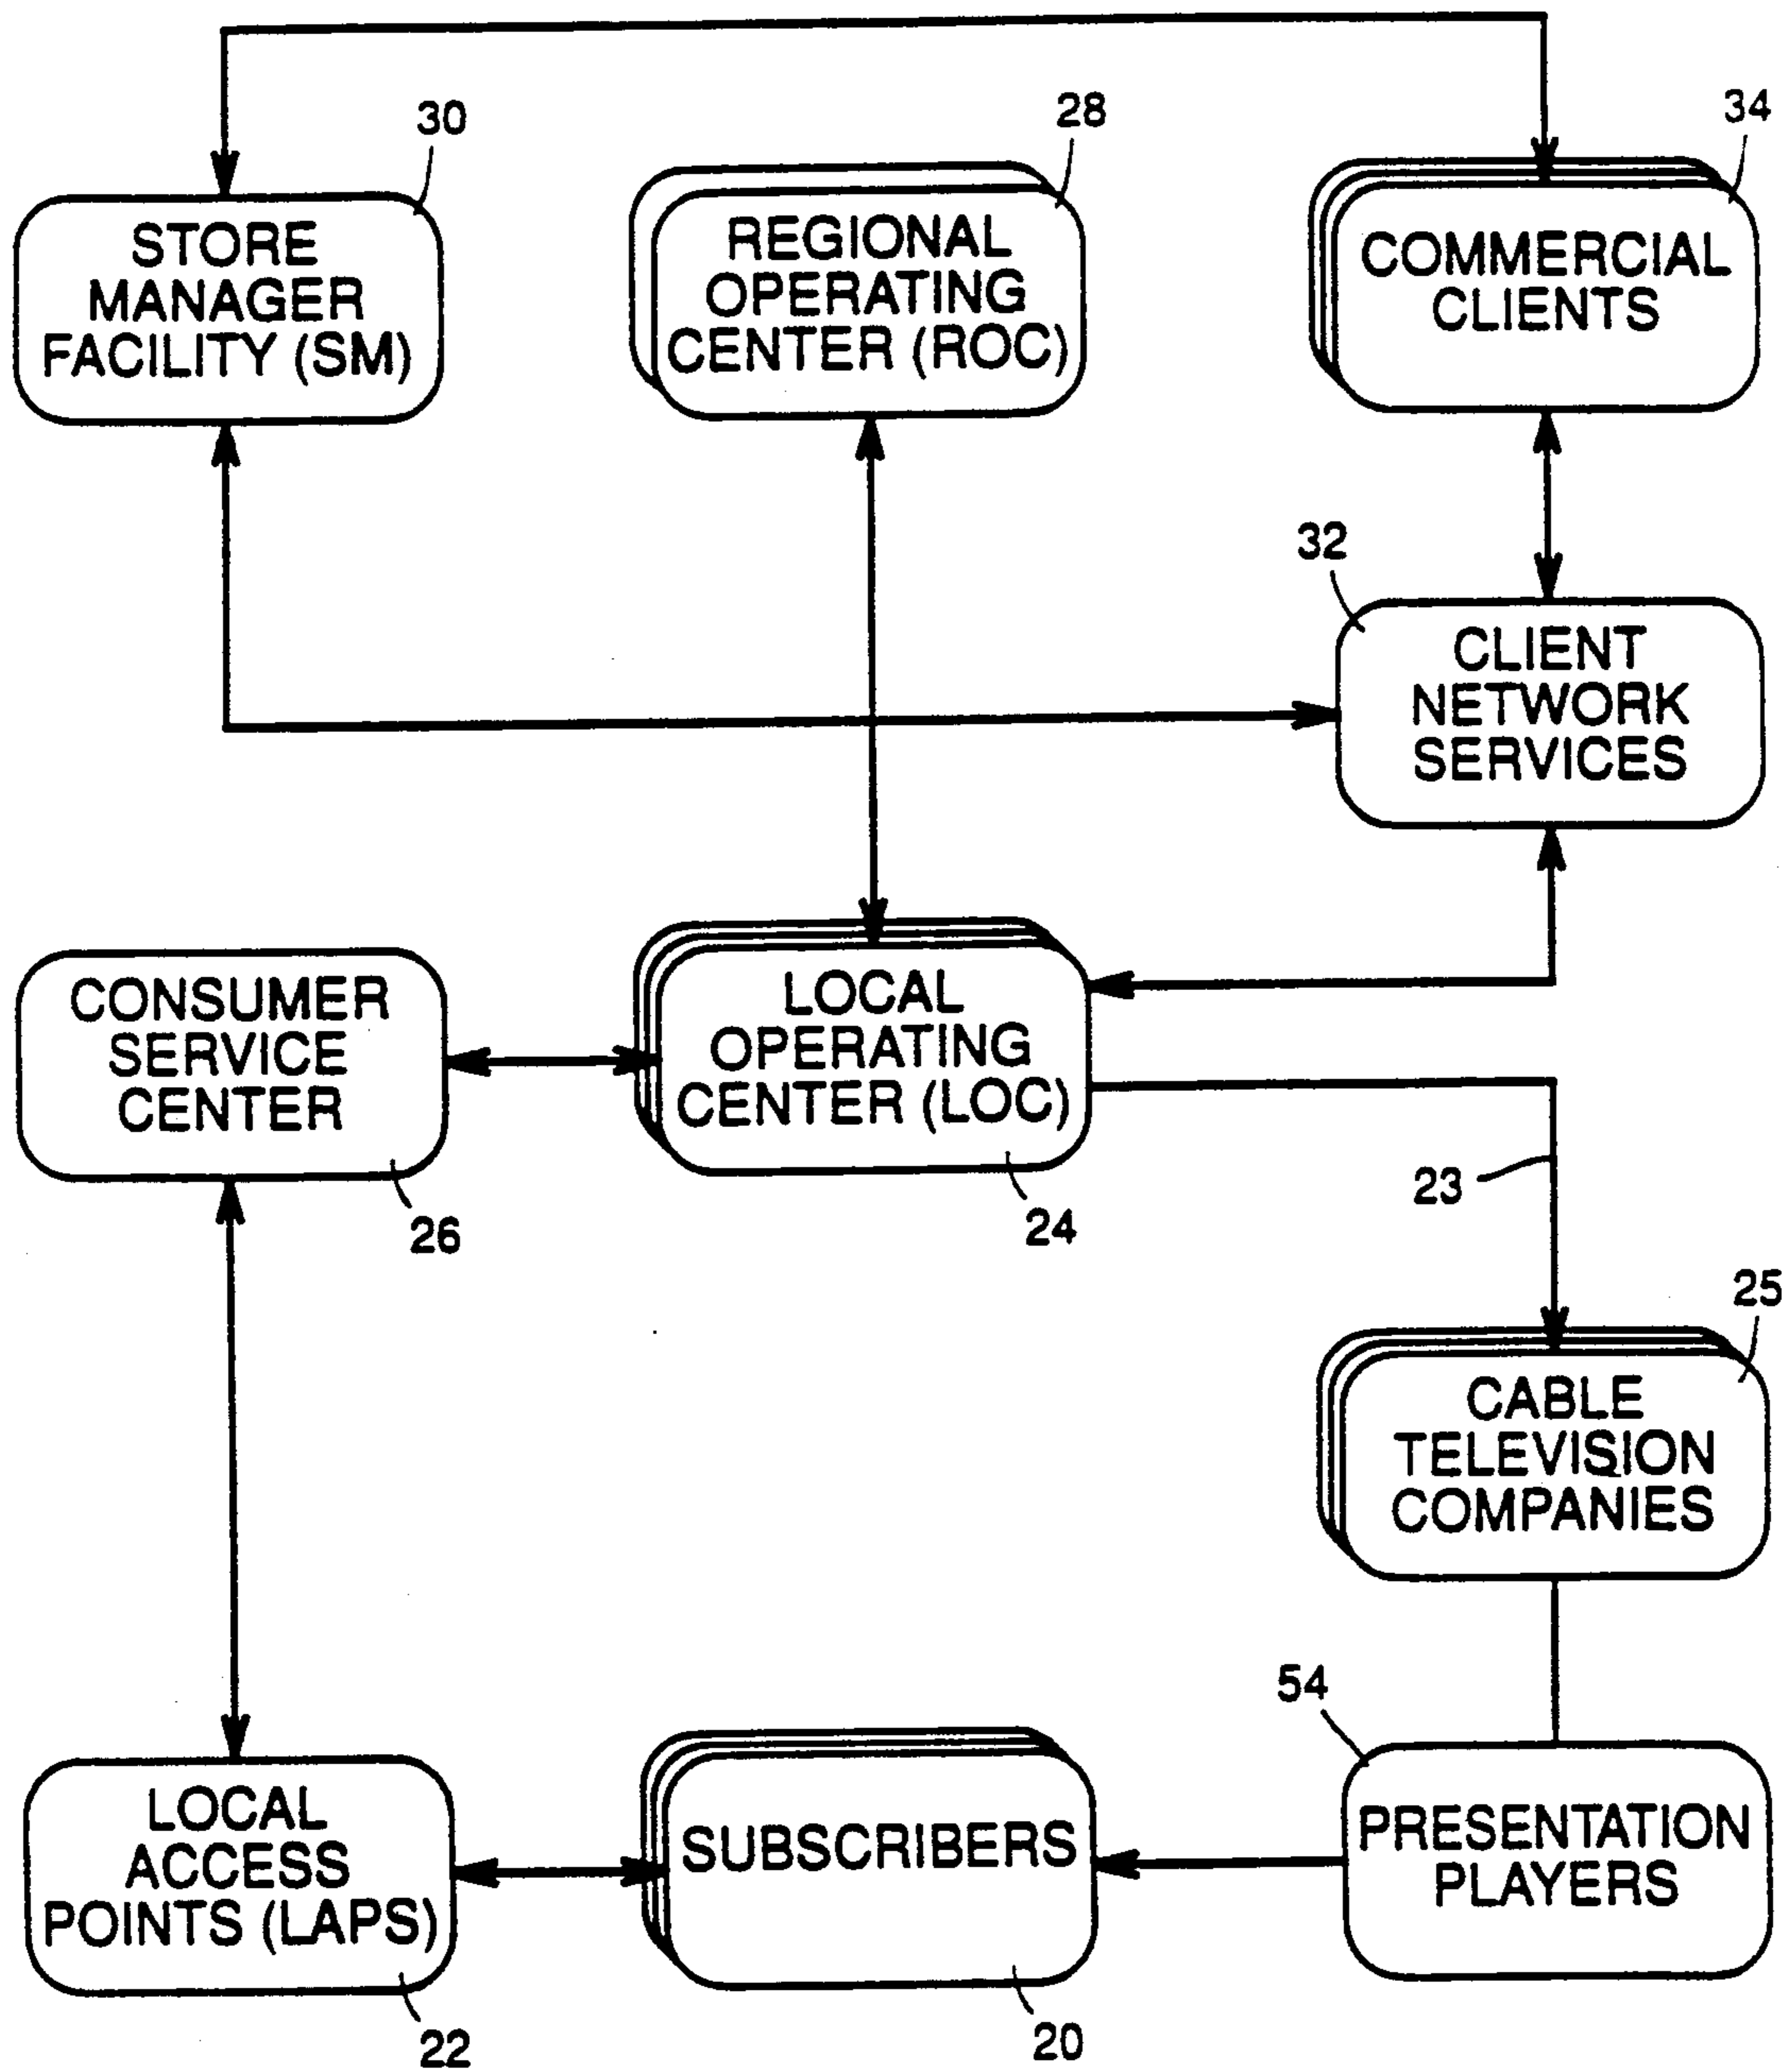 30
28
34
STORE
MANAGER
FACILITY (SM)
REGIONAL
OPERATING
CENTER (ROC)
COMMERCIAL
CLIENTS
32
CLIENT
NETWORK
SERVICES
CONSUMER
SERVICE
CENTER
26
LOCAL
OPERATING
CENTER (LOC)
24
23
25
CABLE
TELEVISION
COMPANIES
54
LOCAL
ACCESS
POINTS (LAPS)
22
SUBSCRIBERS
20
PRESENTATION
PLAYERS